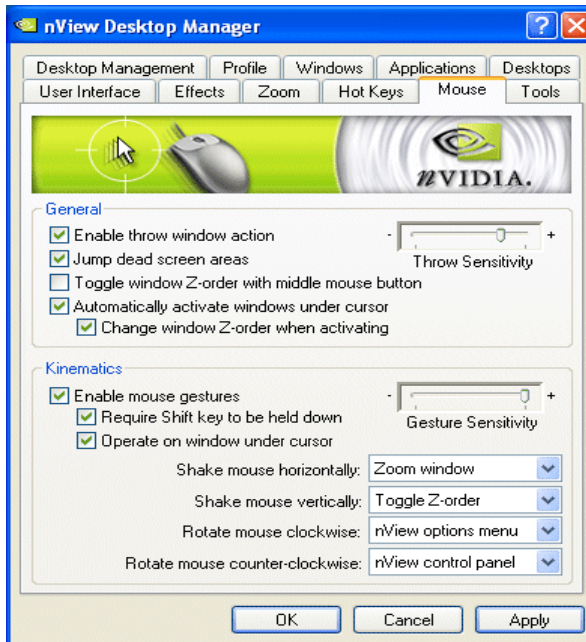 nView Desktop Manager
Desktop Management Profile Windows Applications Desktops
User Interface Effects Zoom Hot Keys Mouse Tools
nVIDIA.
General
Enable throw window action - +
Jump dead screen areas Throw Sensitivity
Toggle window Z-order with middle mouse button
Automatically activate windows under cursor
Change window Z-order when activating
Kinematics
Enable mouse gestures - +
Require Shift key to be held down Gesture Sensitivity
Operate on window under cursor
Shake mouse horizontally: Zoom window
Shake mouse vertically: Toggle Z-order
Rotate mouse clockwise: nView options menu
Rotate mouse counter-clockwise: nView control panel
OK Cancel Apply